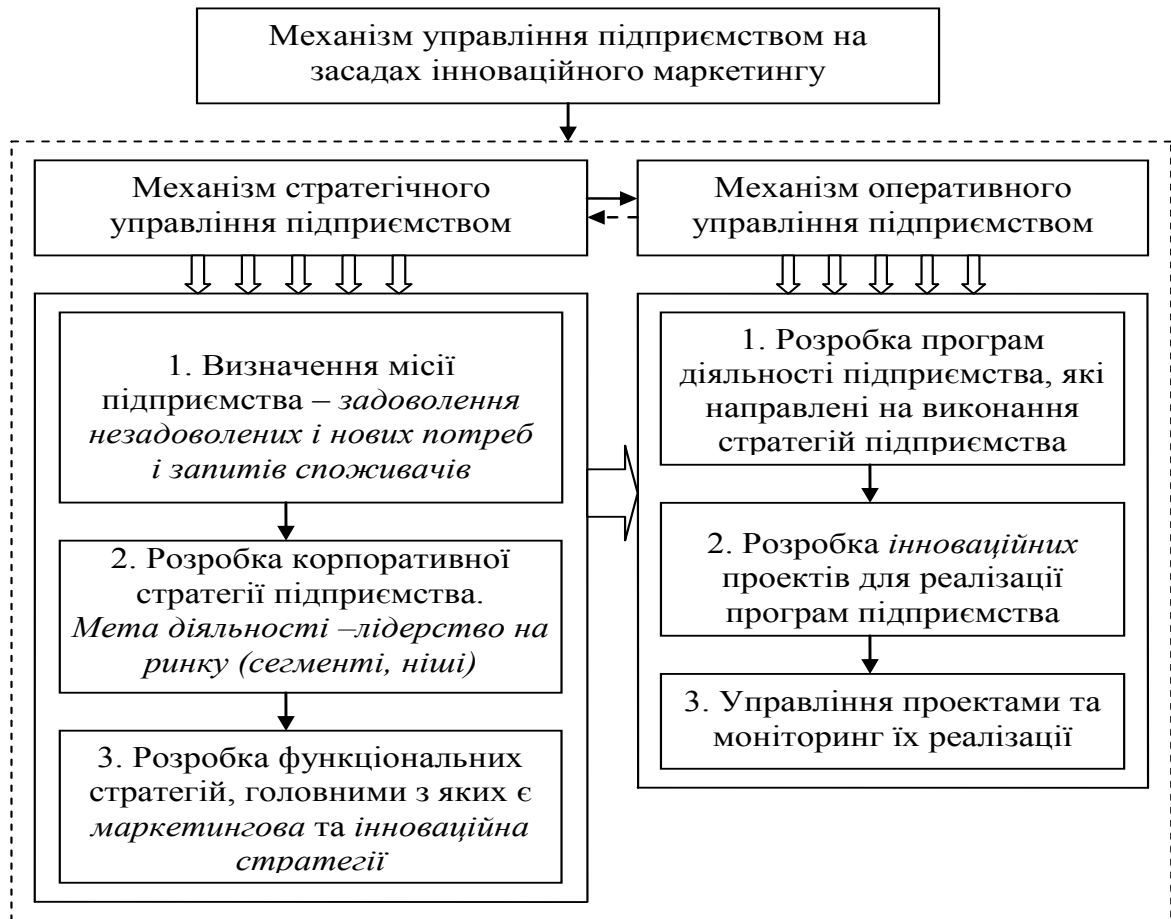 Механізм управління підприємством на
засадах інноваційного маркетингу
Механізм стратегічного
управління підприємством
Механізм оперативного
управління підприємством
1. Визначення місії
підприємства – задоволення
незадоволених і нових потреб
і запитів споживачів
2. Розробка корпоративної
стратегії підприємства.
Мета діяльності –лідерство на
ринку (сегменті, ніші)
3. Розробка функціональних
стратегій, головними з яких є
маркетингова та інноваційна
стратегії
1. Розробка програм
діяльності підприємства, які
направлені на виконання
стратегій підприємства
2. Розробка інноваційних
проектів для реалізації
програм підприємства
3. Управління проектами та
моніторинг їх реалізації